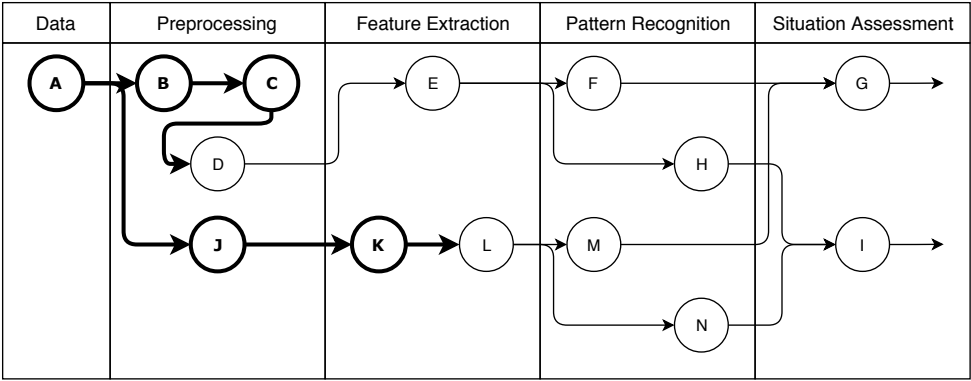 Data Preprocessing Feature Extraction Pattern Recognition Situation Assessment
A B C E F G
D H
J K L M I
N